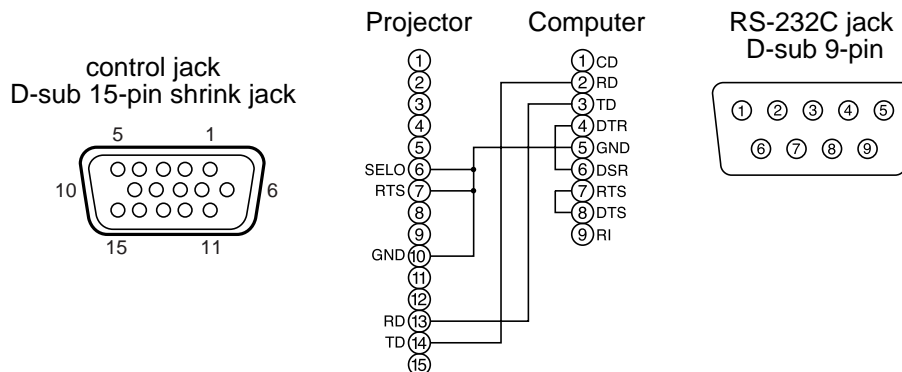 control jack
D-sub 15-pin shrink jack
5 1
10 6
15 11
Projector
1
2
3
4
5
SELO 6
RTS 7
8
9
GND 10
11
12
RD 13
TD 14
15
Computer
1 CD
2 RD
3 TD
4 DTR
5 GND
6 DSR
7 RTS
8 DTS
9 RI
RS-232C jack
D-sub 9-pin
1 2 3 4 5
6 7 8 9